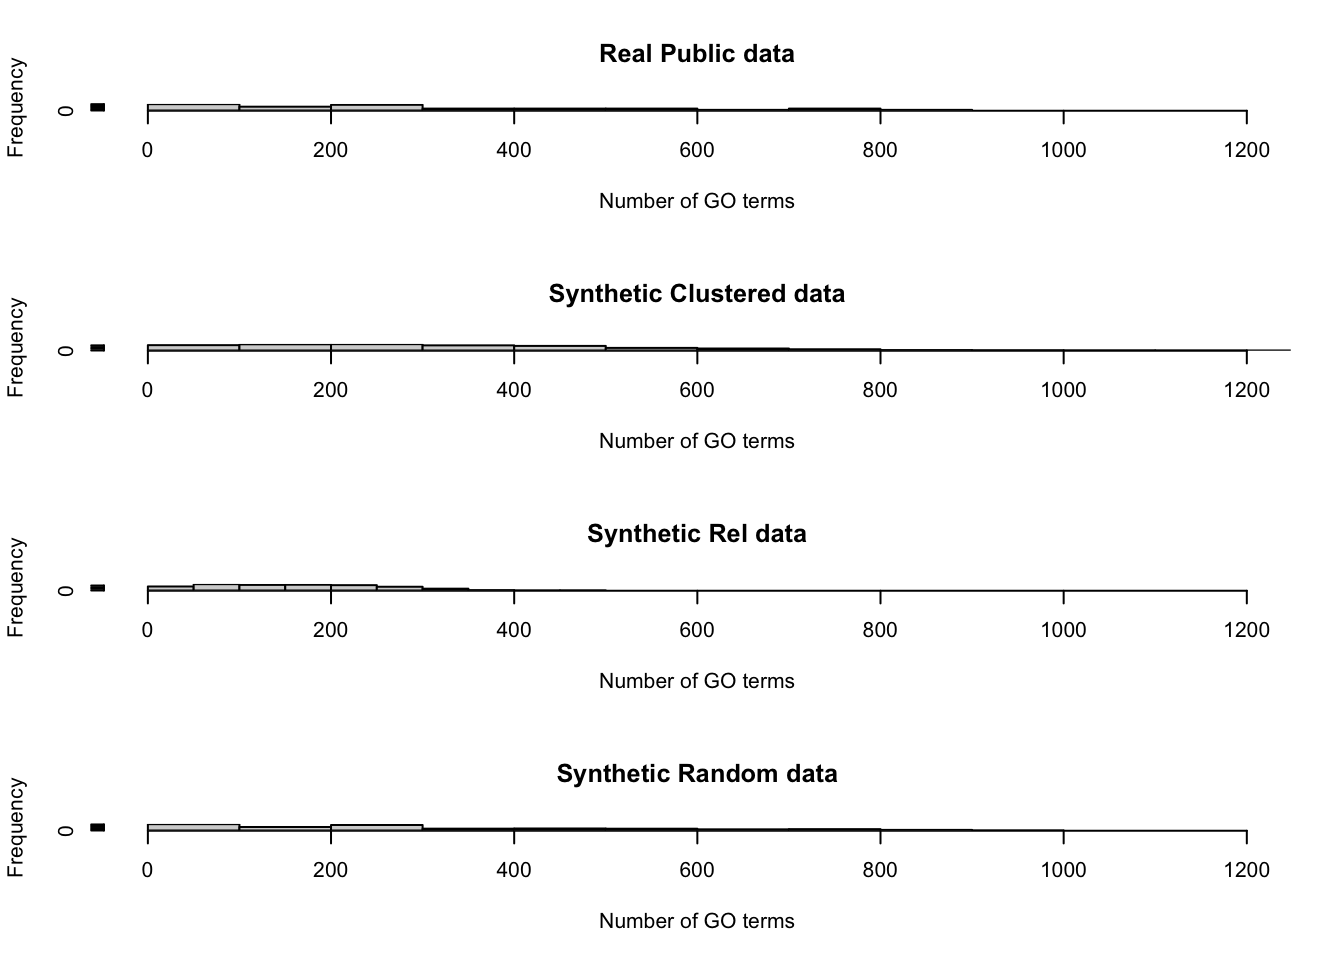 Real Public data
Frequency
0
0 200 400 600 800 1000 1200
Number of GO terms
Synthetic Clustered data
Frequency
0
0 200 400 600 800 1000 1200
Number of GO terms
Synthetic Rel data
Frequency
0
0 200 400 600 800 1000 1200
Number of GO terms
Synthetic Random data
Frequency
0
0 200 400 600 800 1000 1200
Number of GO terms